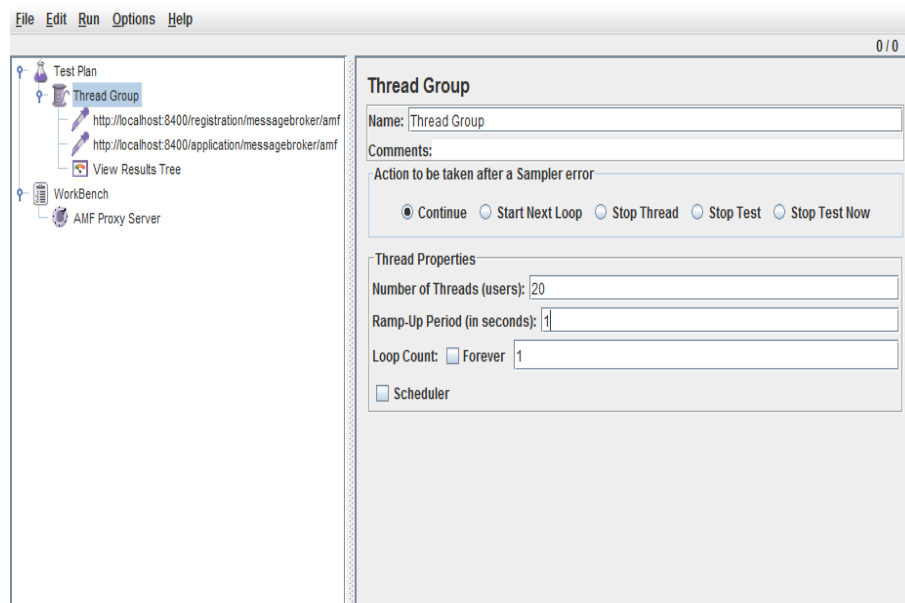 File Edit Run Options Help
0 / 0
Test Plan
Thread Group
http://localhost:8400/registration/messagebroker/amf
http://localhost:8400/application/messagebroker/amf
View Results Tree
WorkBench
AMF Proxy Server
Thread Group
Name: Thread Group
Comments:
Action to be taken after a Sampler error
Continue Start Next Loop Stop Thread Stop Test Stop Test Now
Thread Properties
Number of Threads (users): 20
Ramp-Up Period (in seconds): 1
Loop Count: Forever 1
Scheduler